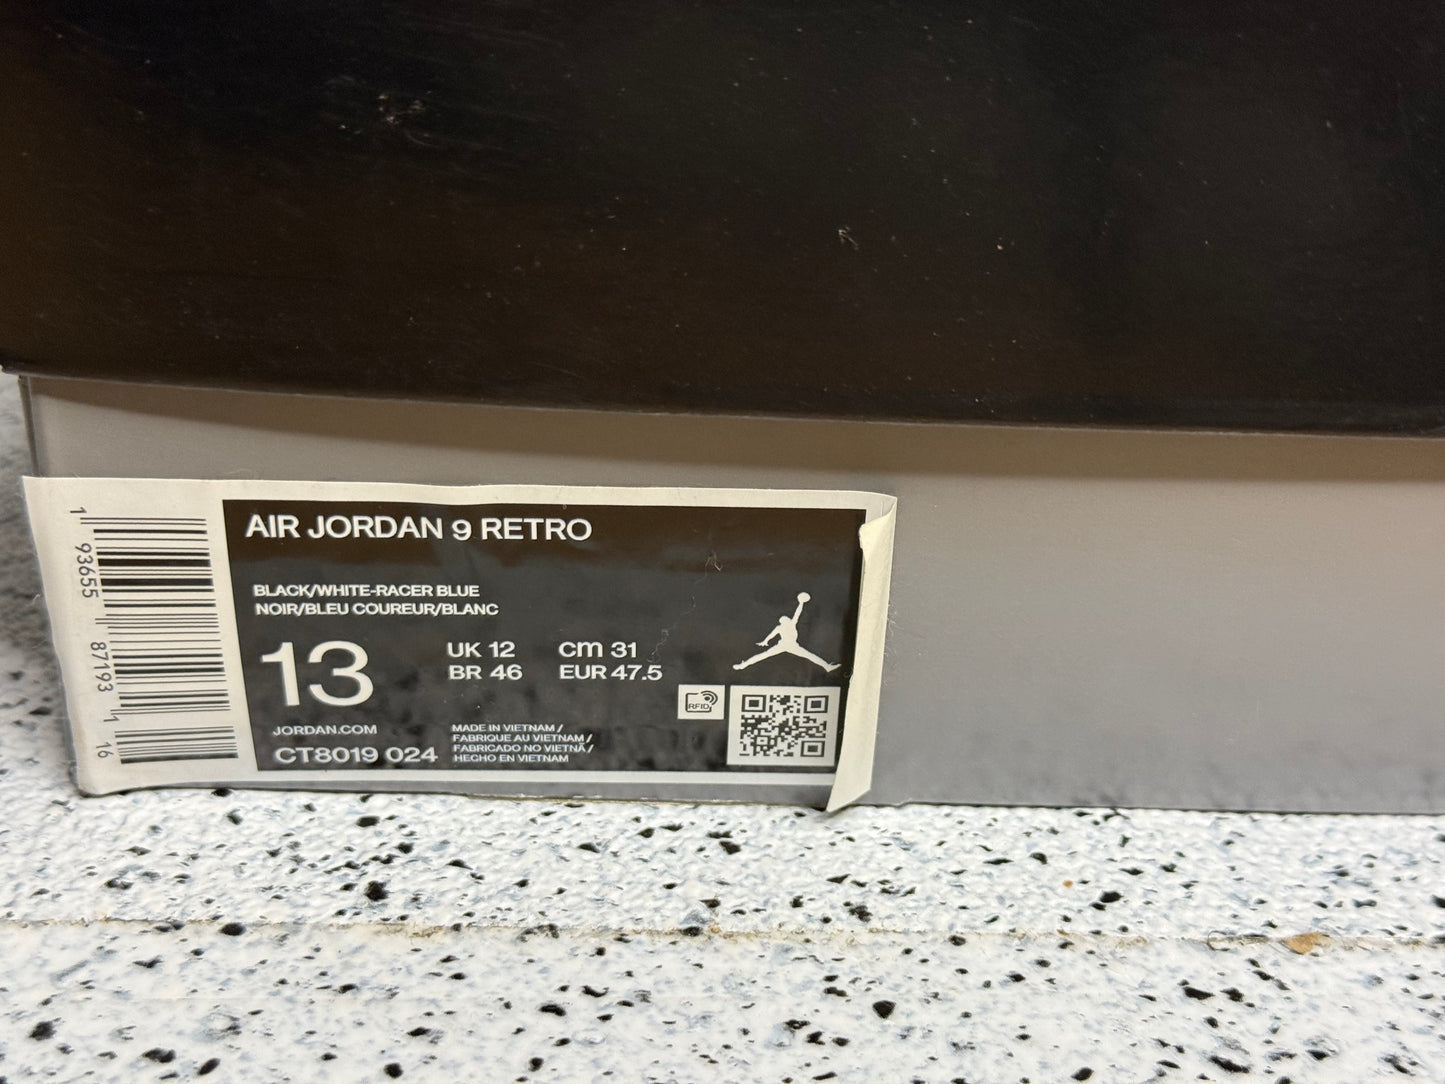 1 93655 87193 1 16
AIR JORDAN 9 RETRO
BLACK/WHITE-RACER BLUE
NOIR/BLEU COUREUR/BLANC
13
UK 12 cm 31
BR 46 EUR 47.5
RFID
JORDAN.COM
CT8019 024
MADE IN VIETNAM /
FABRIQUE AU VIETNAM /
FABRICADO NO VIETNÃ /
HECHO EN VIETNAM